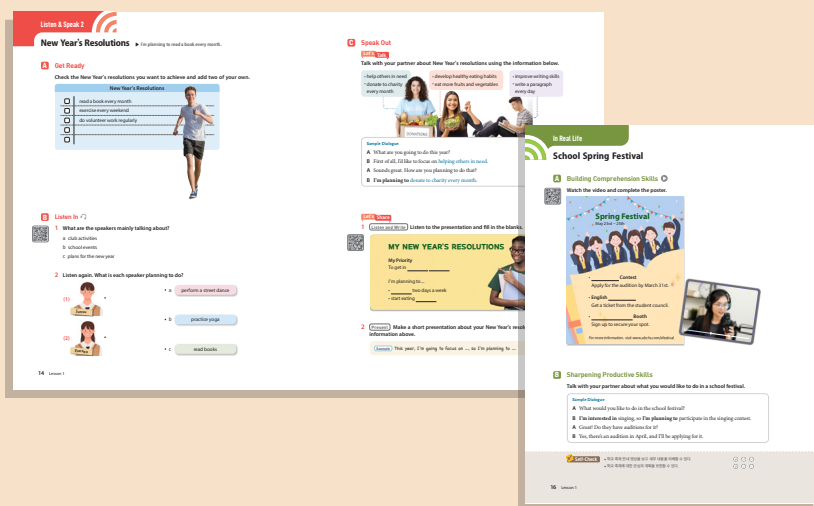 Listen & Speak 2
New Year's Resolutions ▶ I'm planning to read a book every month.
A Get Ready
Check the New Year's resolutions you want to achieve and add two of your own.
New Year's Resolutions
read a book every month
exercise every weekend
do volunteer work regularly
B Listen In
1 What are the speakers mainly talking about?
a club activities
b school events
c plans for the new year
2 Listen again. What is each speaker planning to do?
(1)
(2)
• a perform a street dance
• b practice yoga
• c read books
14 Lesson 1
C Speak Out
Let's Talk
Talk with your partner about New Year's resolutions using the information below.
• help others in need
• donate to charity
every month
• develop healthy eating habits
• eat more fruits and vegetables
• improve writing skills
• write a paragraph
every day
DONATIONS
Sample Dialogue
A What are you going to do this year?
B First of all, I'd like to focus on helping others in need.
A Sounds great. How are you planning to do that?
B I'm planning to donate to charity every month.
Let's Share
1 Listen and Write Listen to the presentation and fill in the blanks.
MY NEW YEAR'S RESOLUTIONS
My Priority
To get in
I'm planning to ...
• two days a week
• start eating
2 Present Make a short presentation about your New Year's
information above.
Sample This year, I'm going to focus on ..., so I'm planning to ...
In Real Life
School Spring Festival
A Building Comprehension Skills
Watch the video and complete the poster.
Spring Festival
May 23rd ~ 25th
• Contest
Apply for the audition by March 31st.
• English
Get a ticket from the student council.
• Booth
Sign up to secure your spot.
B Sharpening Productive Skills
Talk with your partner about what you would like to do in a school festival.
Sample Dialogue
A What would you like to do in the school festival?
B I'm interested in singing, so I'm planning to participate in the singing contest.
A Great! Do they have auditions for it?
B Yes, there's an audition in April, and I'll be applying for it.
Self-Check
16 Lesson 1